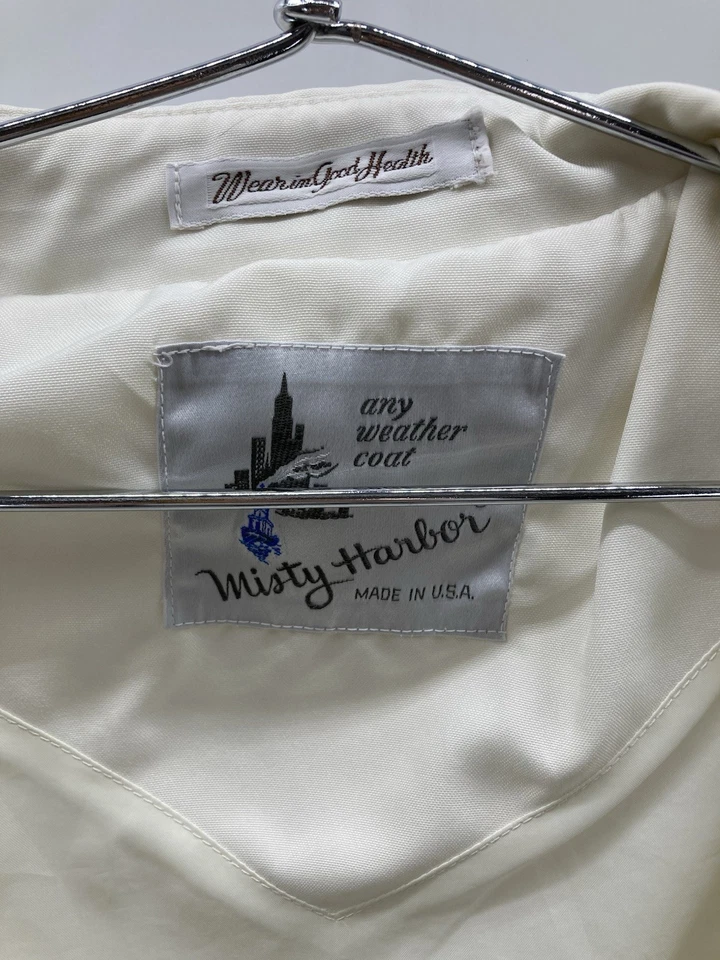 Wear in Good Health
any
weather
coat
Misty Harbor
MADE IN U.S.A.